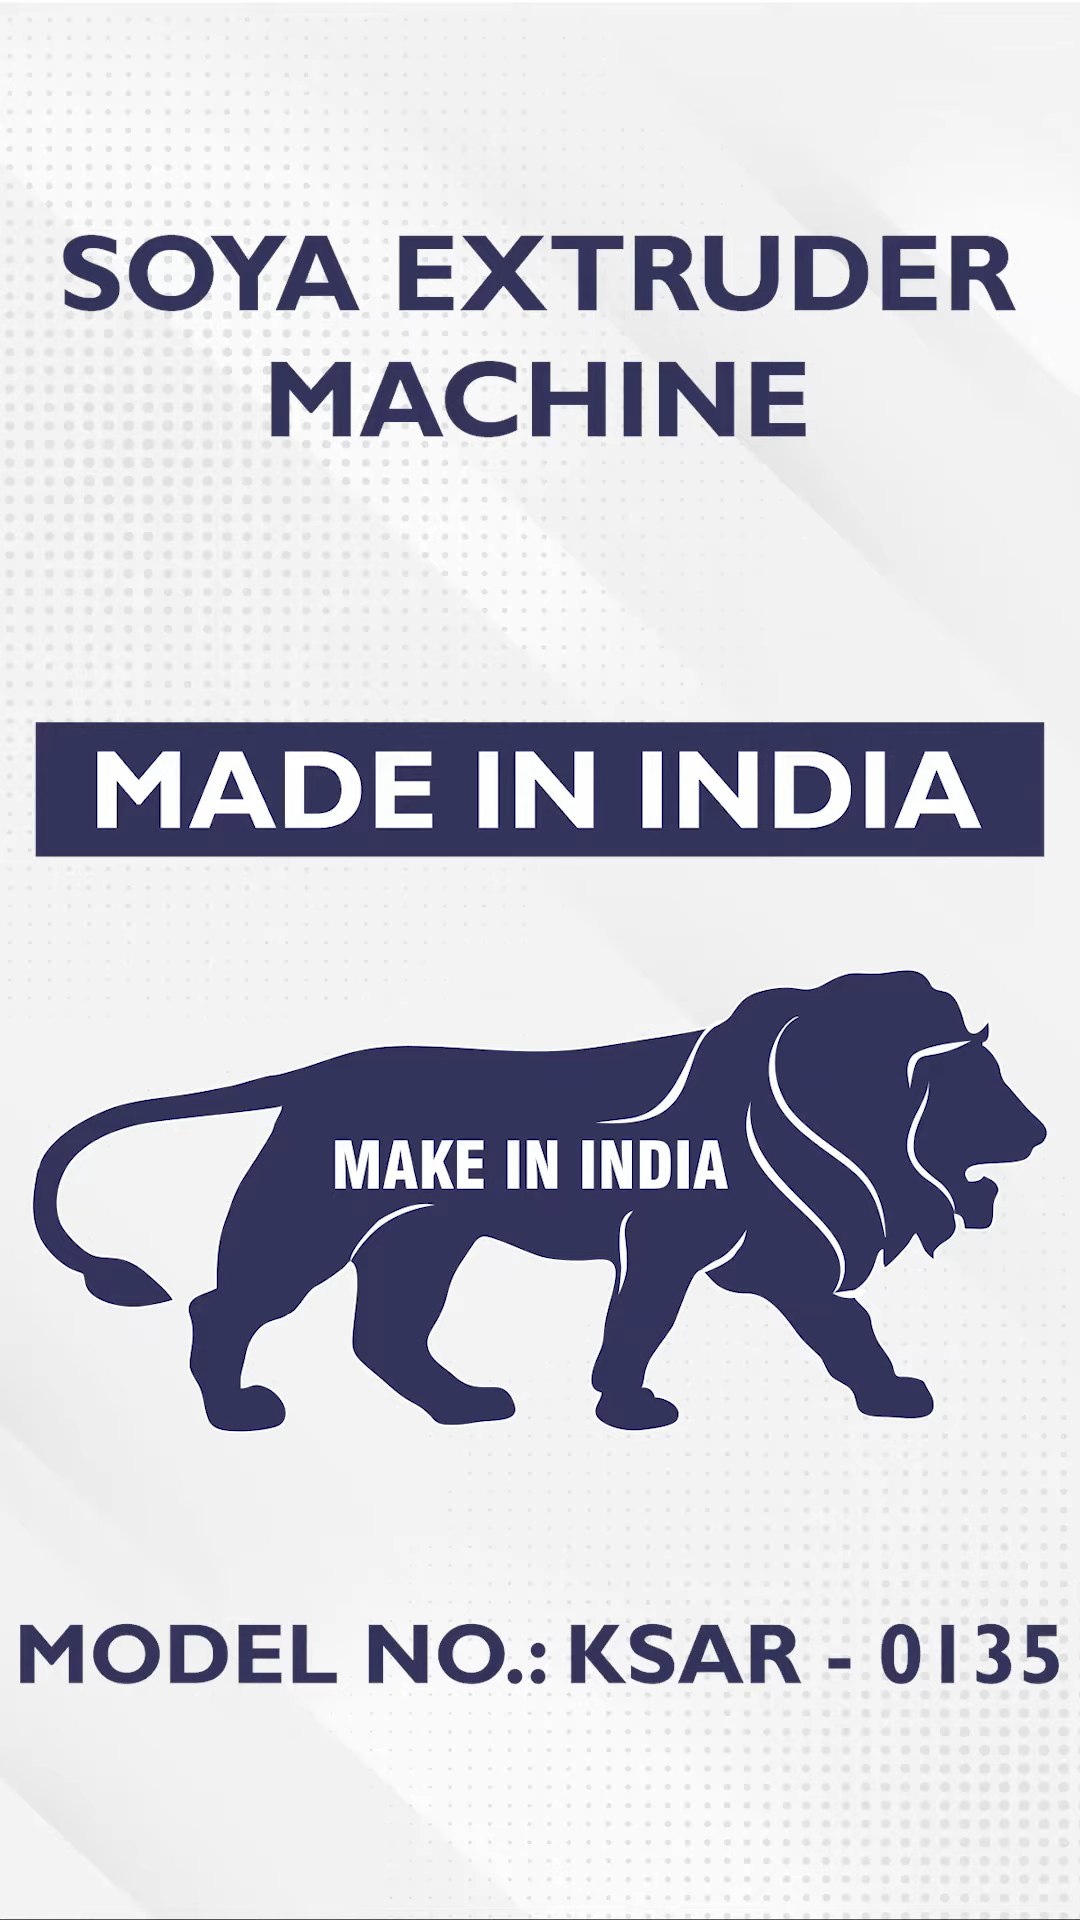 SOYA EXTRUDER
MACHINE
MADE IN INDIA
MAKE IN INDIA
MODEL NO.: KSAR - 0135